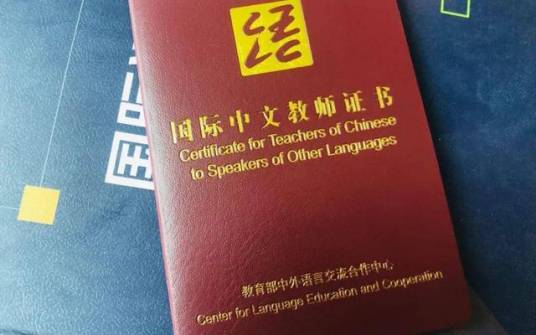 国际中文教师证书
Certificate for Teachers of Chinese
to Speakers of Other Languages
教育部中外语言交流合作中心
Center for Language Education and Cooperation